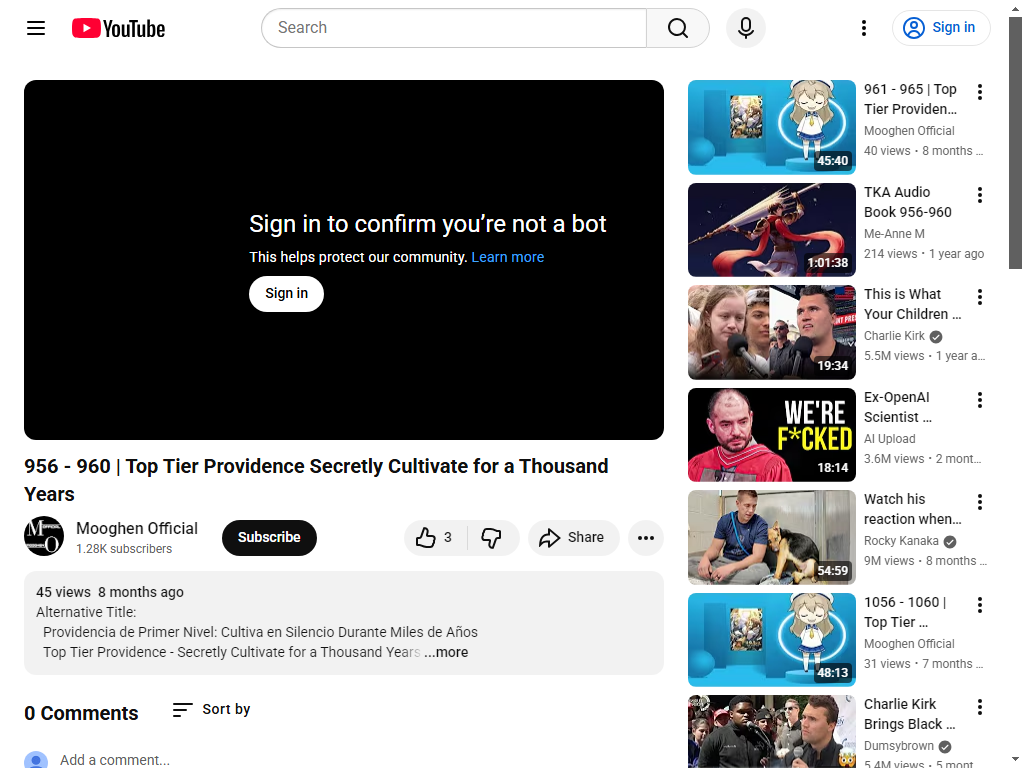 YouTube
Search
Sign in
Sign in to confirm you’re not a bot
This helps protect our community. Learn more
Sign in
956 - 960 | Top Tier Providence Secretly Cultivate for a Thousand
Years
Mooghen Official
1.28K subscribers
Subscribe
3
Share
45 views  8 months ago
Alternative Title:
Providencia de Primer Nivel: Cultiva en Silencio Durante Miles de Años
Top Tier Providence - Secretly Cultivate for a Thousand Years ...more
0 Comments
Sort by
Add a comment...
961 - 965 | Top
Tier Providen...
Mooghen Official
40 views • 8 months ...
45:40
TKA Audio
Book 956-960
Me-Anne M
214 views • 1 year ago
1:01:38
This is What
Your Children ...
Charlie Kirk
5.5M views • 1 year a...
19:34
Ex-OpenAI
Scientist ...
AI Upload
3.6M views • 2 mont...
WE'RE
F*CKED
18:14
Watch his
reaction when...
Rocky Kanaka
9M views • 8 months ...
54:59
1056 - 1060 |
Top Tier ...
Mooghen Official
31 views • 7 months ...
48:13
Charlie Kirk
Brings Black ...
Dumsybrown
5.4M views • 5 mont...